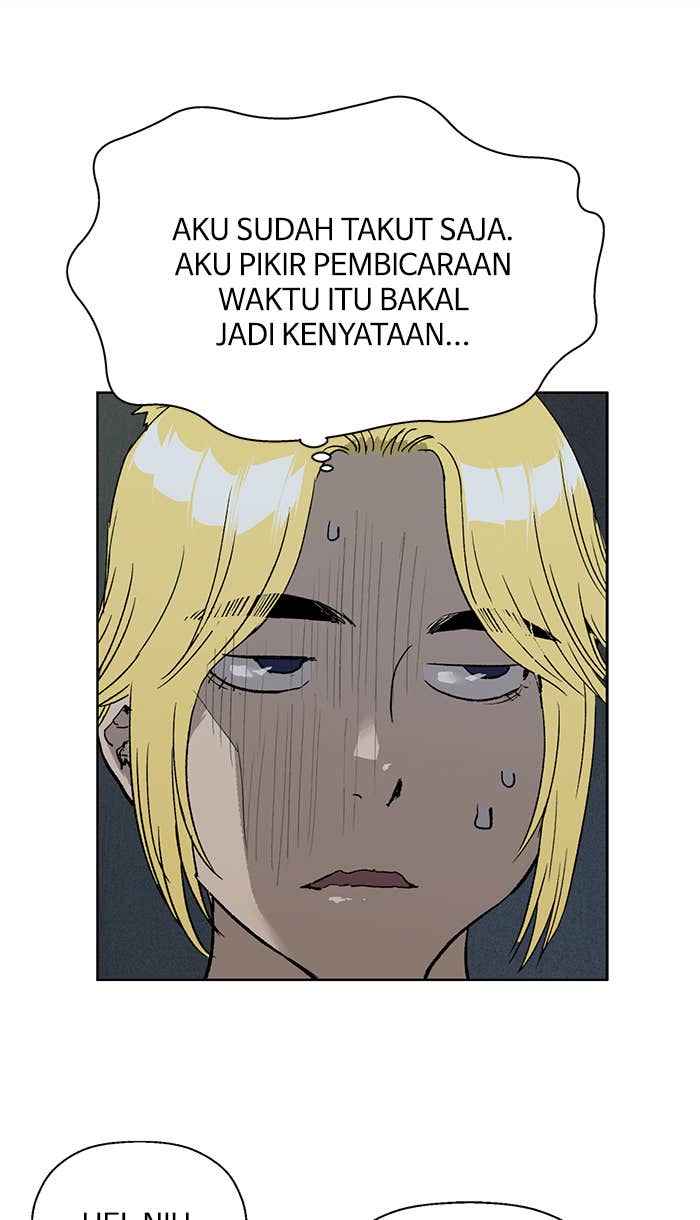 AKU SUDAH TAKUT SAJA.
AKU PIKIR PEMBICARAAN
WAKTU ITU BAKAL
JADI KENYATAAN...